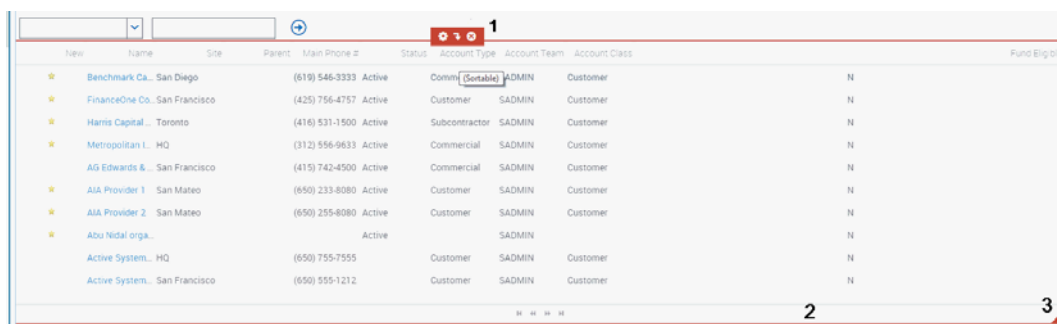 1
New Name Site Parent Main Phone # Status Account Type Account Team Account Class Fund Eligib
Benchmark Ca... San Diego (619) 546-3333 Active Comm (Sortable) ADMIN Customer N
FinanceOne Co... San Francisco (425) 756-4757 Active Customer SADMIN Customer N
Harris Capital ... Toronto (416) 531-1500 Active Subcontractor SADMIN Customer N
Metropolitan I... HQ (312) 556-9633 Active Commercial SADMIN Customer N
AG Edwards & ... San Francisco (415) 742-4500 Active Commercial SADMIN Customer N
AIA Provider 1 San Mateo (650) 233-8080 Active Customer SADMIN Customer N
AIA Provider 2 San Mateo (650) 255-8080 Active Customer SADMIN Customer N
Abu Nidal orga... Active SADMIN N
Active System... HQ (650) 755-7555 Customer SADMIN Customer N
Active System... San Francisco (650) 555-1212 Customer SADMIN Customer N
2
3